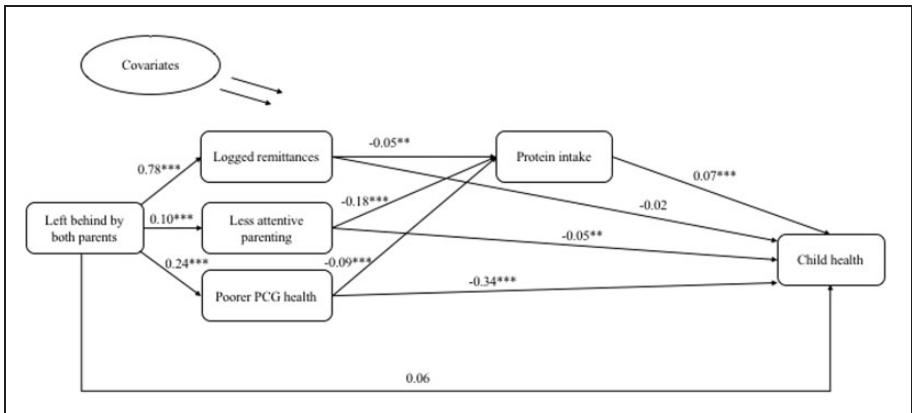 Covariates
Logged remittances
-0.05**
Protein intake
0.78***
0.07***
Left behind by
both parents
0.10***
Less attentive
parenting
-0.18***
-0.02
-0.05**
Child health
0.24***
-0.09***
Poorer PCG health
-0.34***
0.06